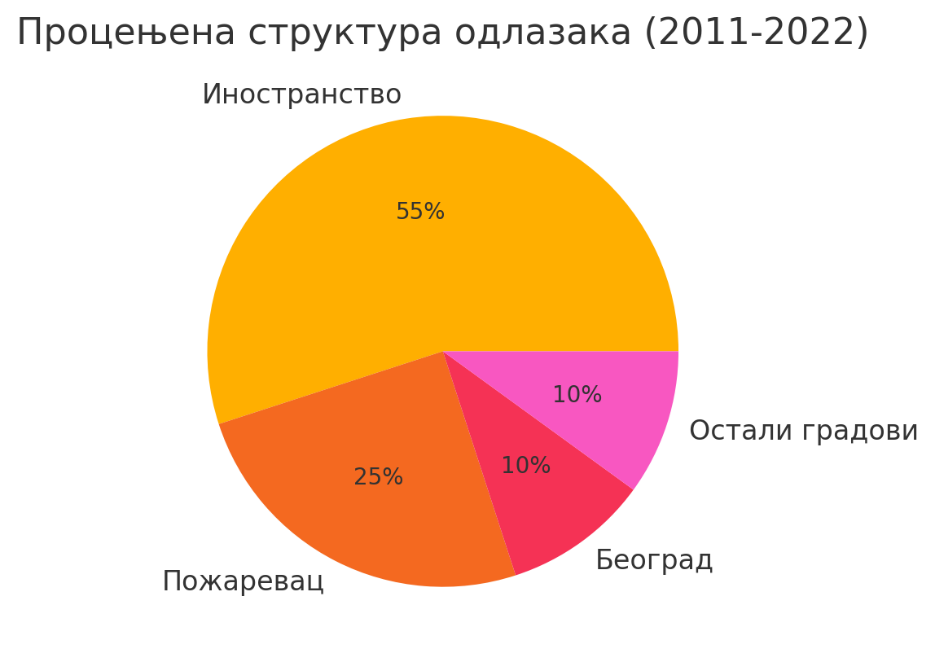 Процењена структура одлазака (2011-2022)
Иностранство
55%
10%
Остали градови
10%
25%
Београд
Пожаревац